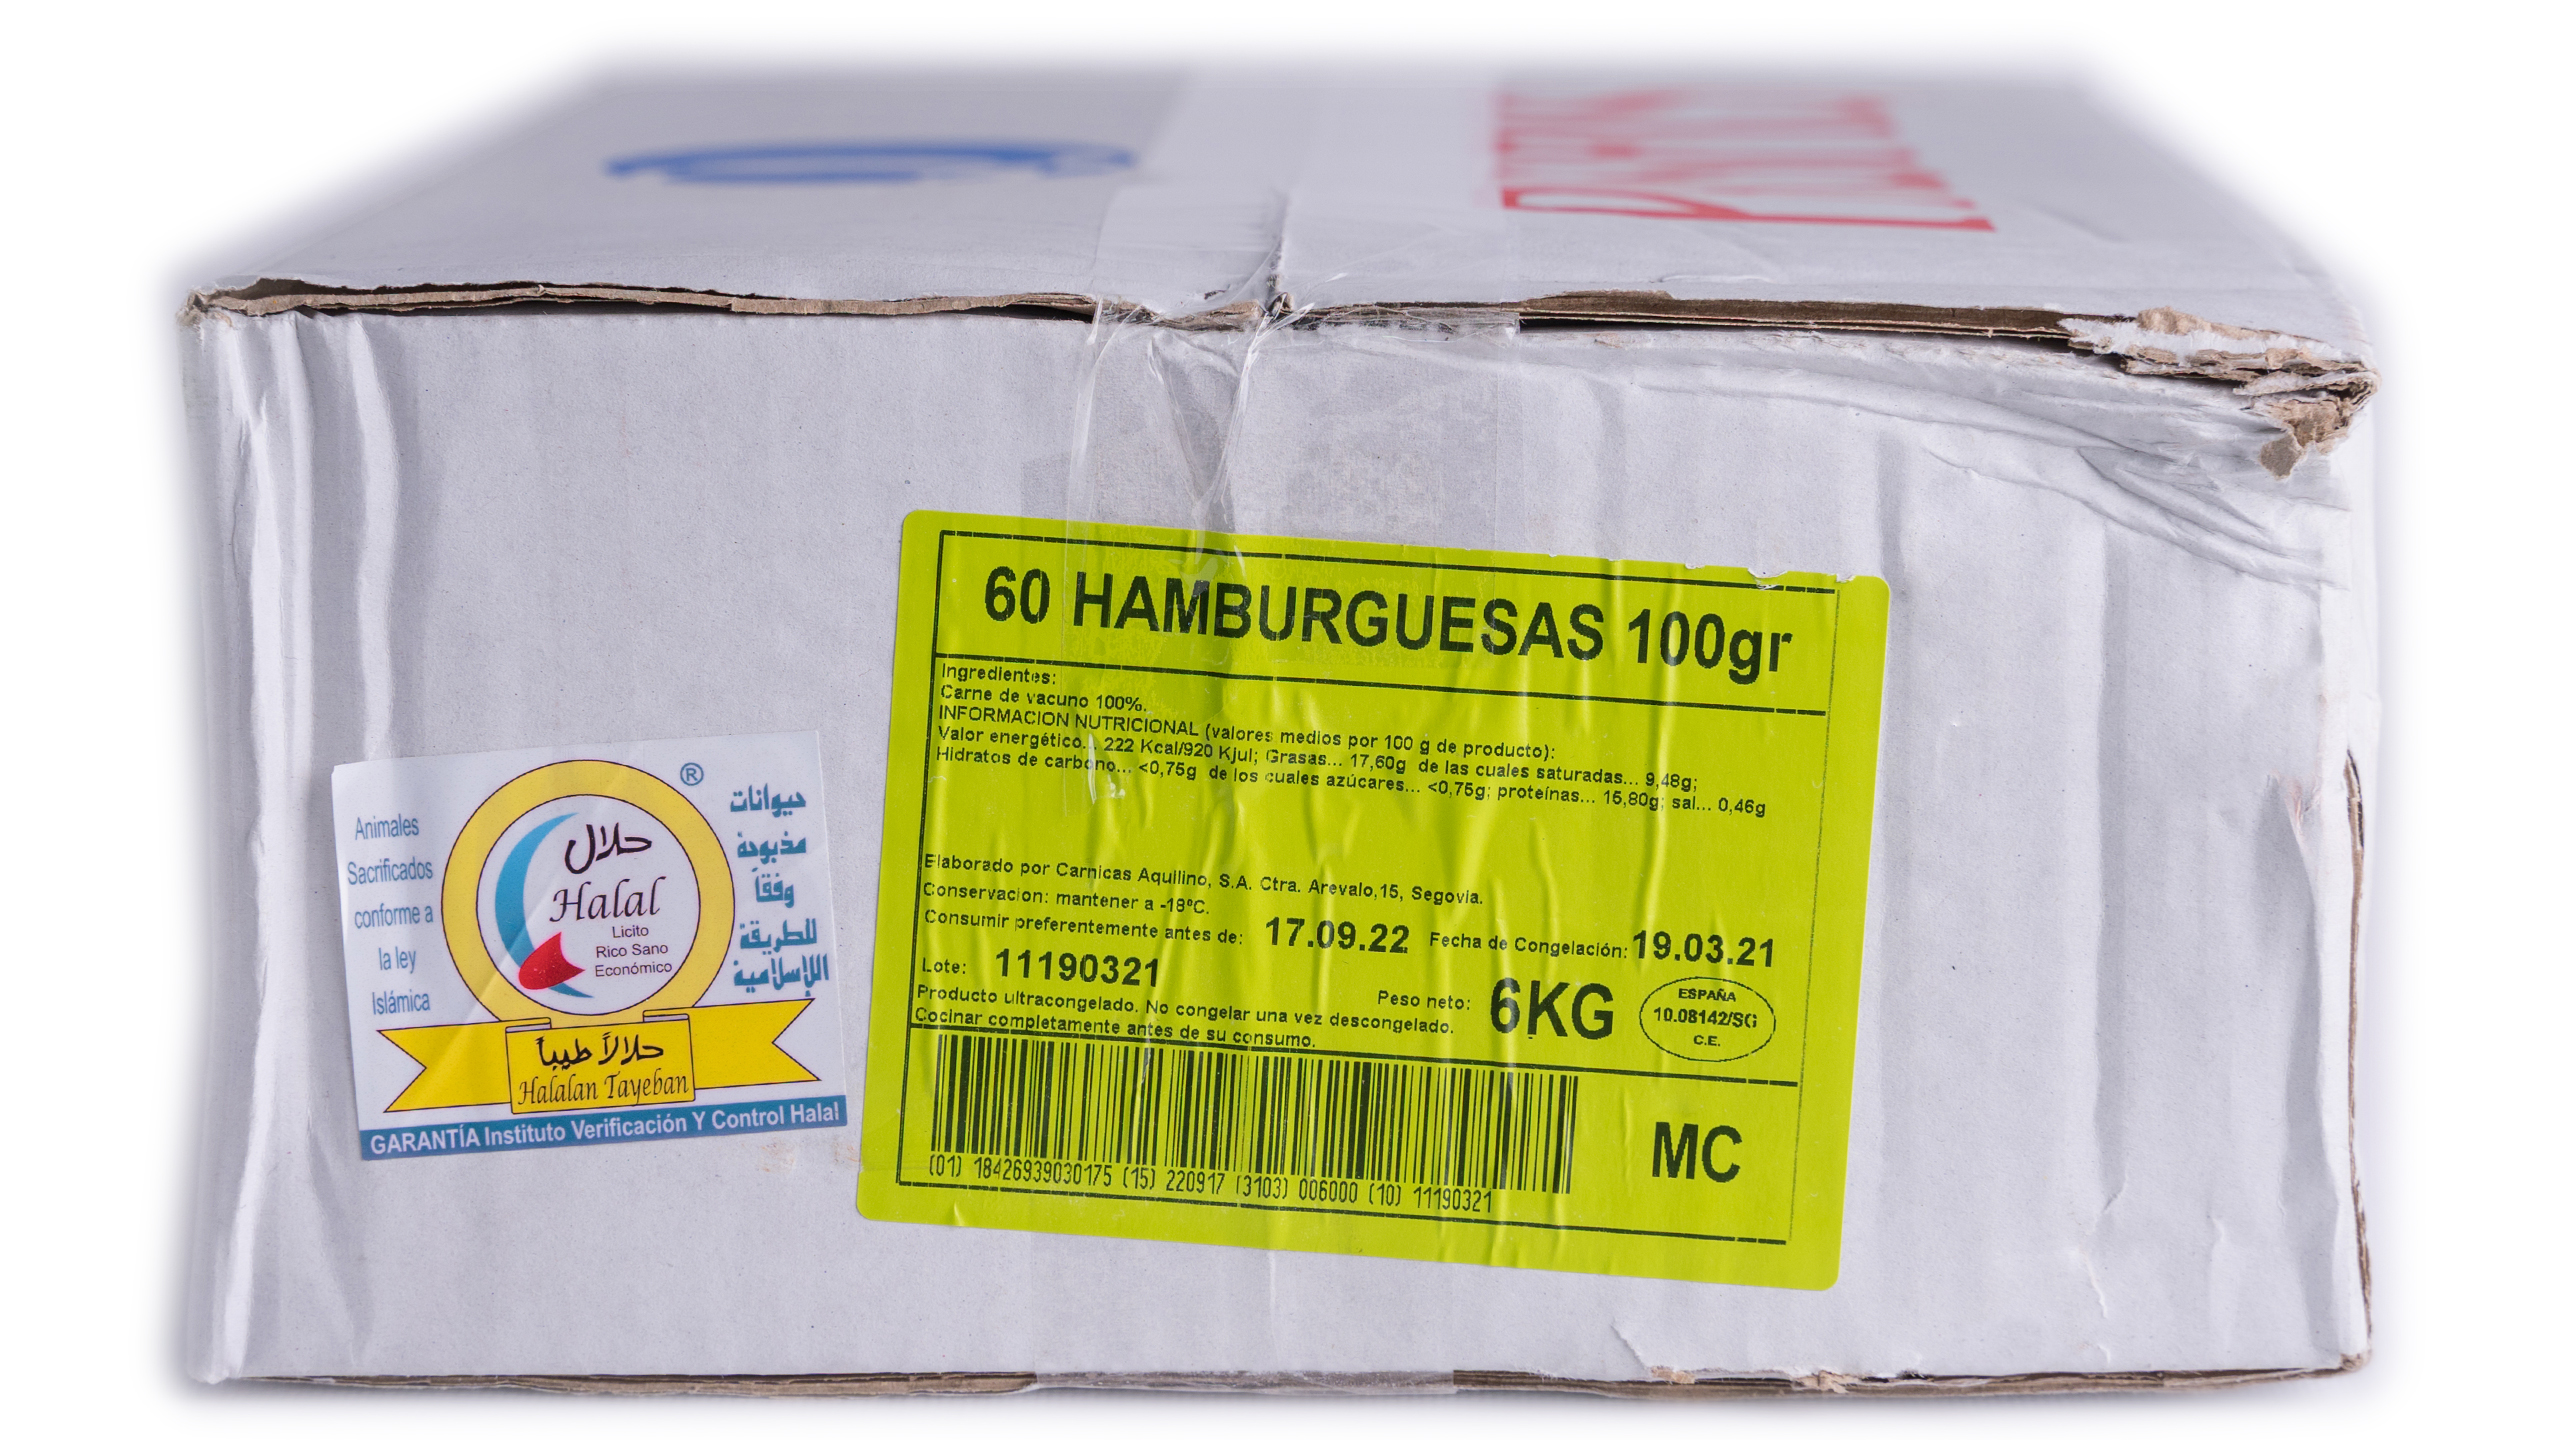 60 HAMBURGUESAS 100gr
Ingredientes:
Carne de vacuno 100%.
INFORMACION NUTRICIONAL (valores medios por 100 g de producto):
Valor energético... 222 Kcal/920 Kjul; Grasas... 17,60g de las cuales saturadas... 9,48g;
Hidratos de carbono... <0,75g de los cuales azúcares... <0,75g; proteínas... 15,80g; sal... 0,46g
Elaborado por Carnicas Aquilino, S.A. Ctra. Arevalo,15, Segovia.
Conservacion: mantener a -18ºC.
Consumir preferentemente antes de: 17.09.22 Fecha de Congelación: 19.03.21
Lote: 11190321
Peso neto: 6KG
Producto ultracongelado. No congelar una vez descongelado.
Cocinar completamente antes de su consumo.
ESPAÑA
10.08142/SG
C.E.
(01) 18426939030175 (15) 220917 (3103) 006000 (10) 11190321
MC
Animales
Sacrificados
conforme a
la ley
Islámica
®
حلال
Halal
Licito
Rico Sano
Económico
حيوانات
مذبوحة
وفقاً
للطريقة
الإسلامية
حلالاً طيباً
Halalan Tayeban
GARANTÍA Instituto Verificación Y Control Halal